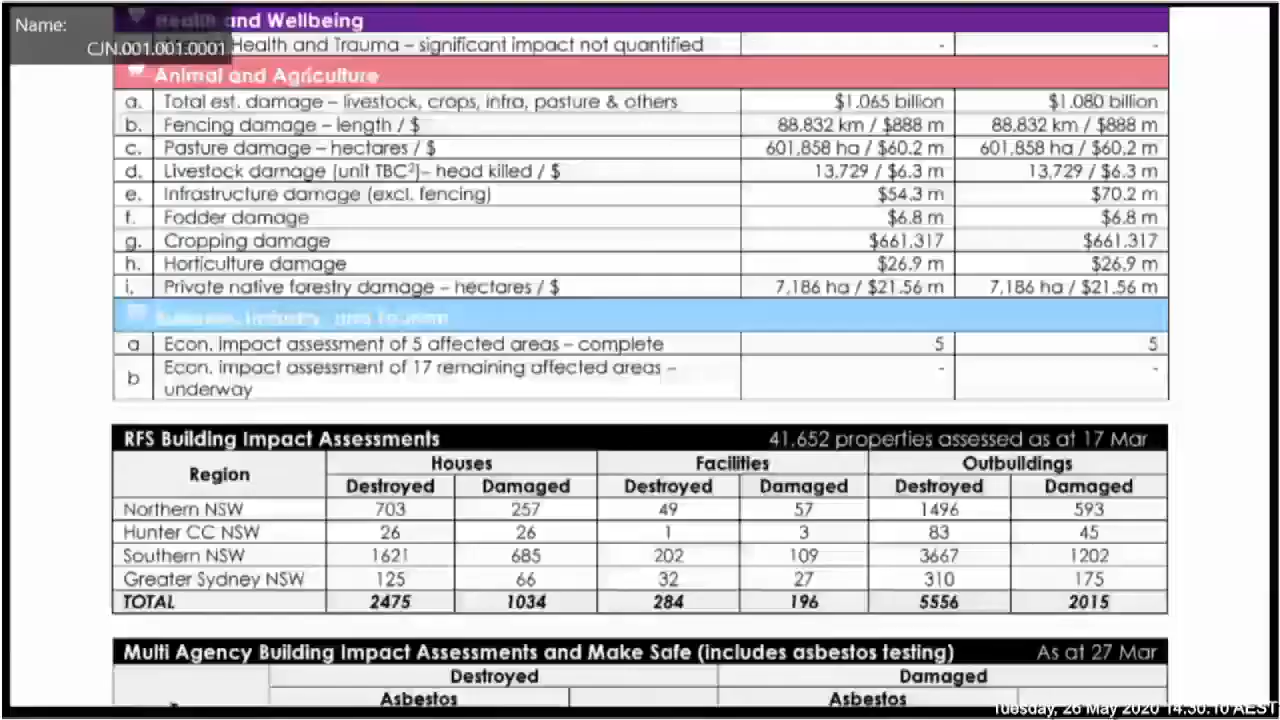 Name:
CJN.001.001.0001
Health and Wellbeing
Health and Trauma – significant impact not quantified - -
Animal and Agriculture
a. Total est. damage – livestock, crops, infra, pasture & others $1.065 billion $1.080 billion
b. Fencing damage – length / $ 88,832 km / $888 m 88,832 km / $888 m
c. Pasture damage – hectares / $ 601,858 ha / $60.2 m 601,858 ha / $60.2 m
d. Livestock damage (unit TBC²)– head killed / $ 13,729 / $6.3 m 13,729 / $6.3 m
e. Infrastructure damage (excl. fencing) $54.3 m $70.2 m
f. Fodder damage $6.8 m $6.8 m
g. Cropping damage $661,317 $661,317
h. Horticulture damage $26.9 m $26.9 m
i. Private native forestry damage – hectares / $ 7,186 ha / $21.56 m 7,186 ha / $21.56 m
Business, Industry, and Tourism
a Econ. impact assessment of 5 affected areas – complete 5 5
b Econ. impact assessment of 17 remaining affected areas – - -
underway
RFS Building Impact Assessments 41,652 properties assessed as at 17 Mar
Region Houses Facilities Outbuildings
Destroyed Damaged Destroyed Damaged Destroyed Damaged
Northern NSW 703 257 49 57 1496 593
Hunter CC NSW 26 26 1 3 83 45
Southern NSW 1621 685 202 109 3667 1202
Greater Sydney NSW 125 66 32 27 310 175
TOTAL 2475 1034 284 196 5556 2015
Multi Agency Building Impact Assessments and Make Safe (includes asbestos testing) As at 27 Mar
Destroyed Damaged
Asbestos Asbestos
Tuesday, 26 May 2020 14:30:10 AEST